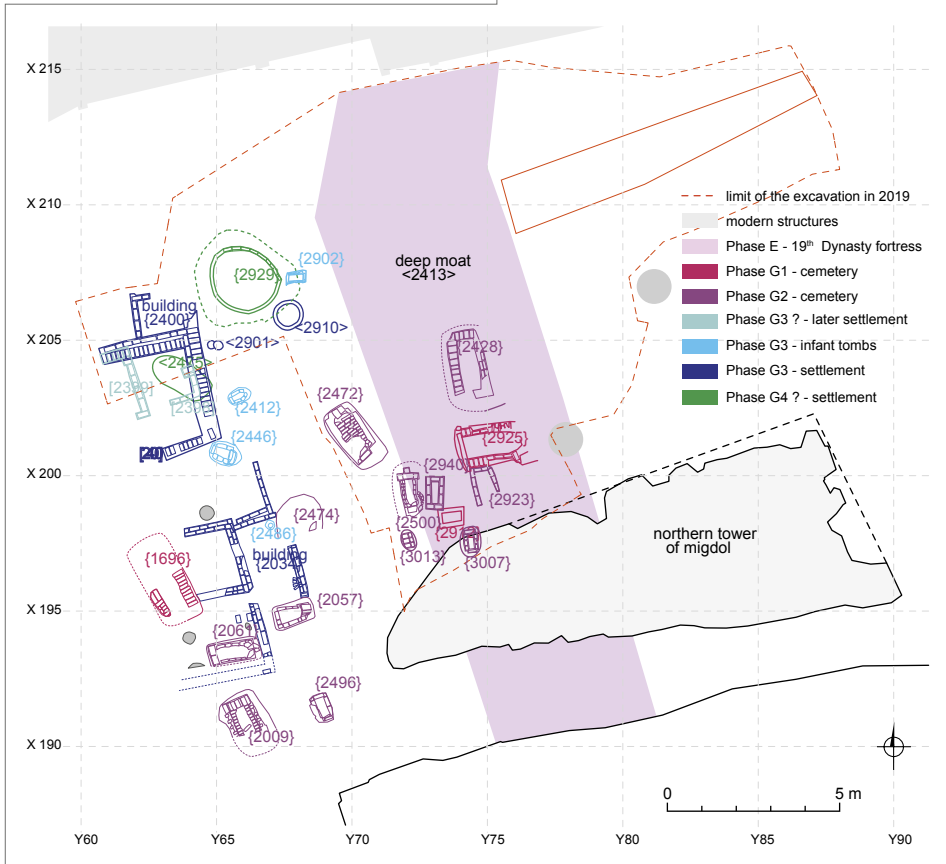 X 215
X 210
X 205
X 200
X 195
X 190
Y60
Y65
Y70
Y75
Y80
Y85
Y90
limit of the excavation in 2019
modern structures
Phase E - 19th Dynasty fortress
Phase G1 - cemetery
Phase G2 - cemetery
Phase G3 ? - later settlement
Phase G3 - infant tombs
Phase G3 - settlement
Phase G4 ? - settlement
deep moat
<2413>
{2902}
{2929}
building
{2400}
<2910>
<2901>
{2412}
{2446}
{2472}
{2428}
{2925}
{2940}
{2923}
{2500}
{3013}
{3007}
{2474}
{2486}
building
{2034}
{1696}
{2057}
{2061}
{2496}
{2009}
northern tower
of migdol
0
5 m